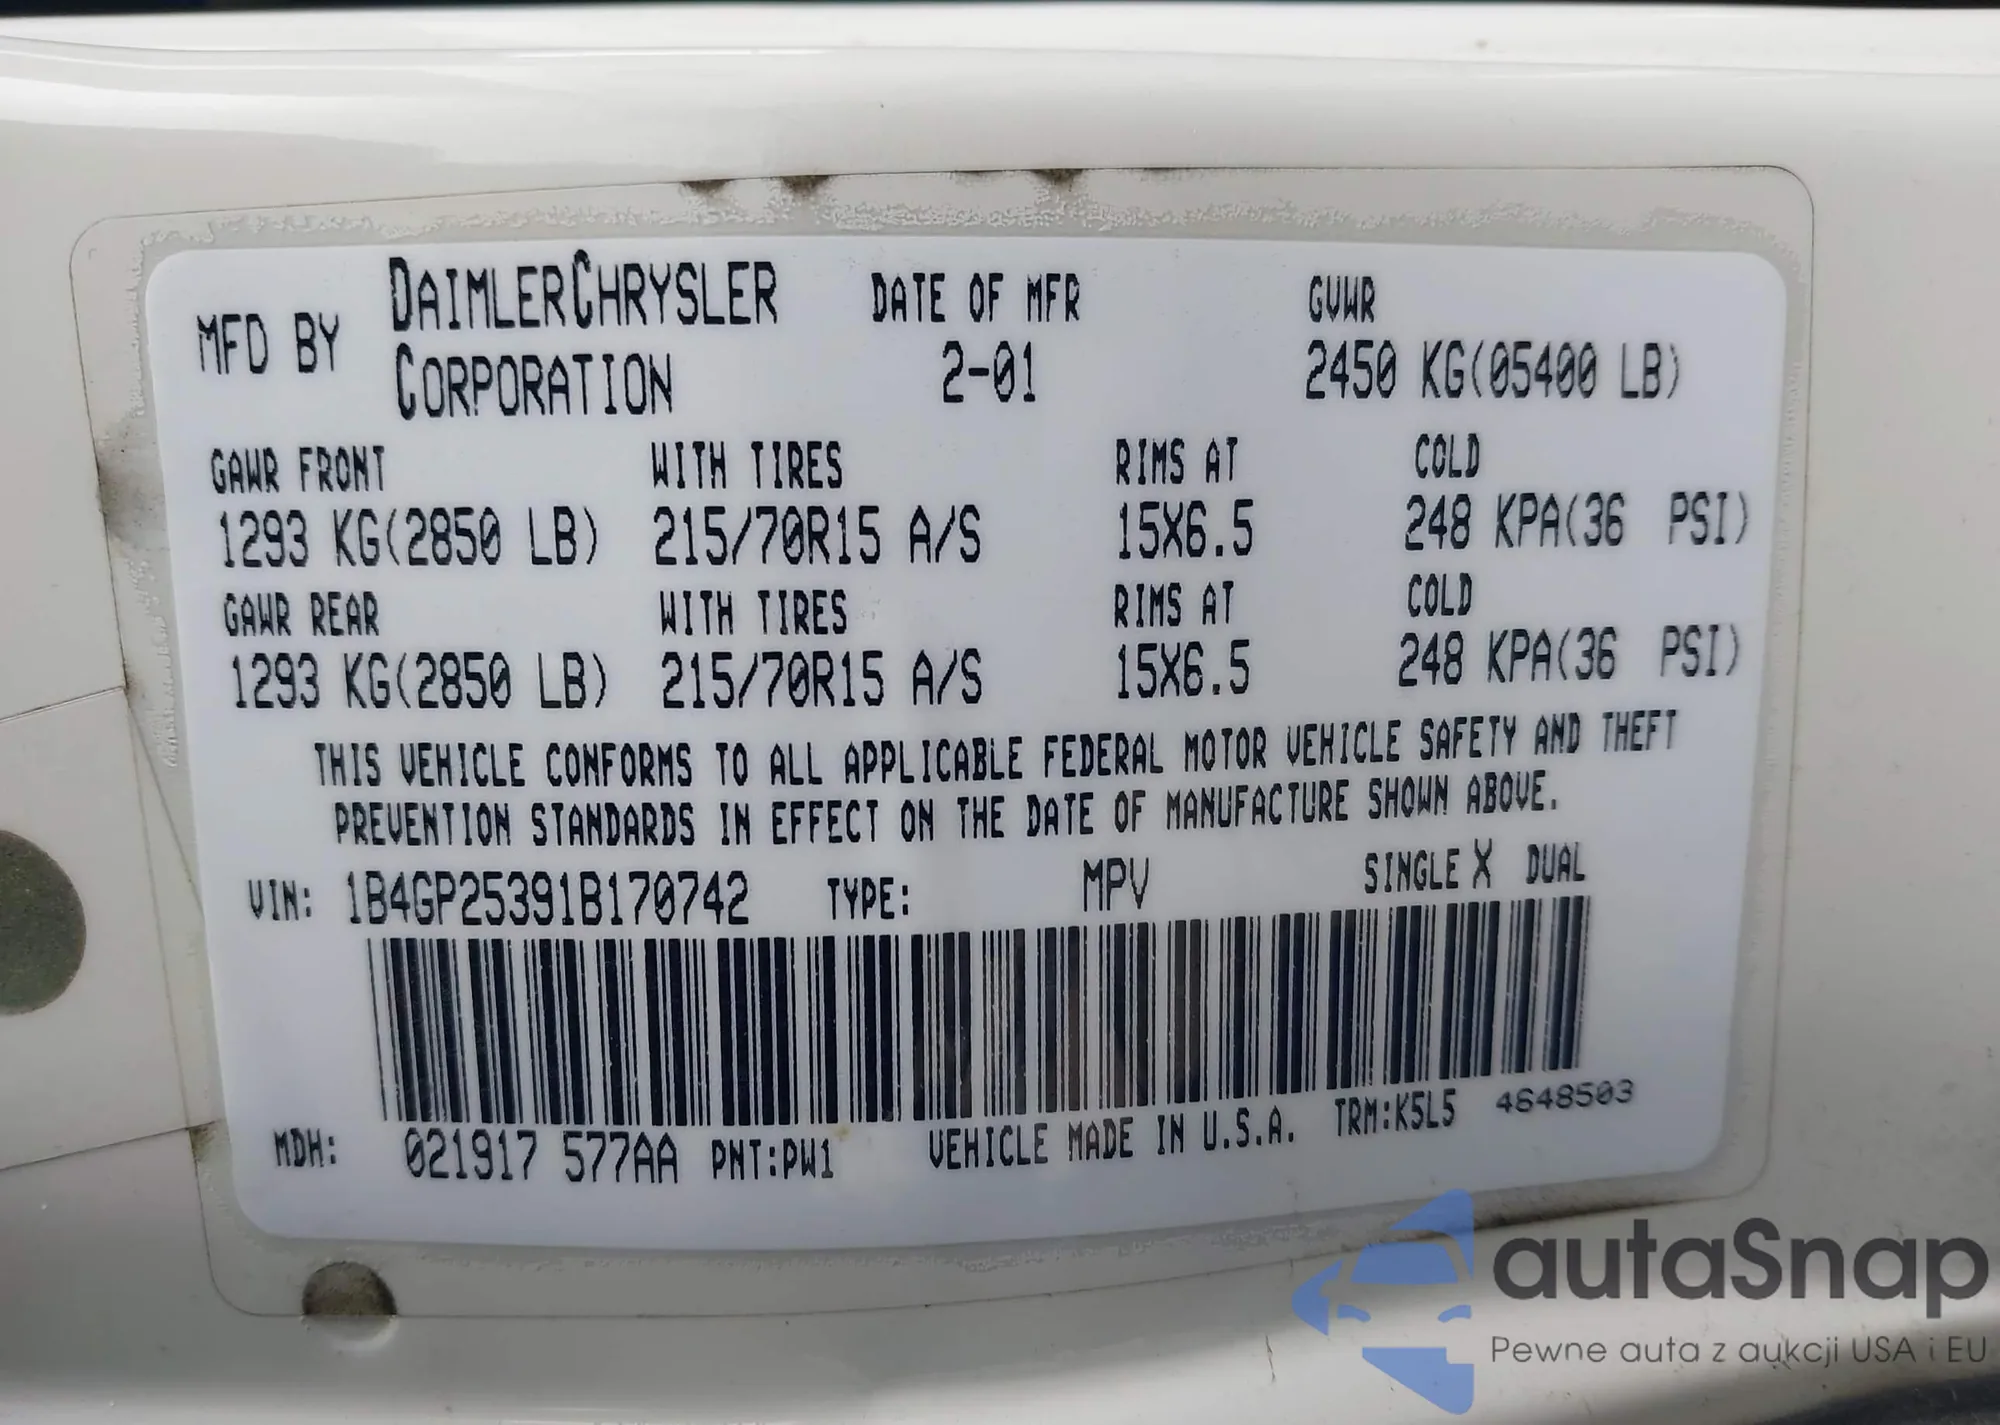 MFD BY DAIMLERCHRYSLER CORPORATION
DATE OF MFR
2-01
GVWR
2450 KG(05400 LB)
GAWR FRONT WITH TIRES RIMS AT COLD
1293 KG(2850 LB) 215/70R15 A/S 15X6.5 248 KPA(36 PSI)
GAWR REAR WITH TIRES RIMS AT COLD
1293 KG(2850 LB) 215/70R15 A/S 15X6.5 248 KPA(36 PSI)
THIS VEHICLE CONFORMS TO ALL APPLICABLE FEDERAL MOTOR VEHICLE SAFETY AND THEFT
PREVENTION STANDARDS IN EFFECT ON THE DATE OF MANUFACTURE SHOWN ABOVE.
VIN: 1B4GP25391B170742 TYPE: MPV SINGLE X DUAL
MDH: 021917 577AA PNT:PW1 VEHICLE MADE IN U.S.A. TRM:K5L5 4648503
autaSnap
Pewne auta z aukcji USA i EU